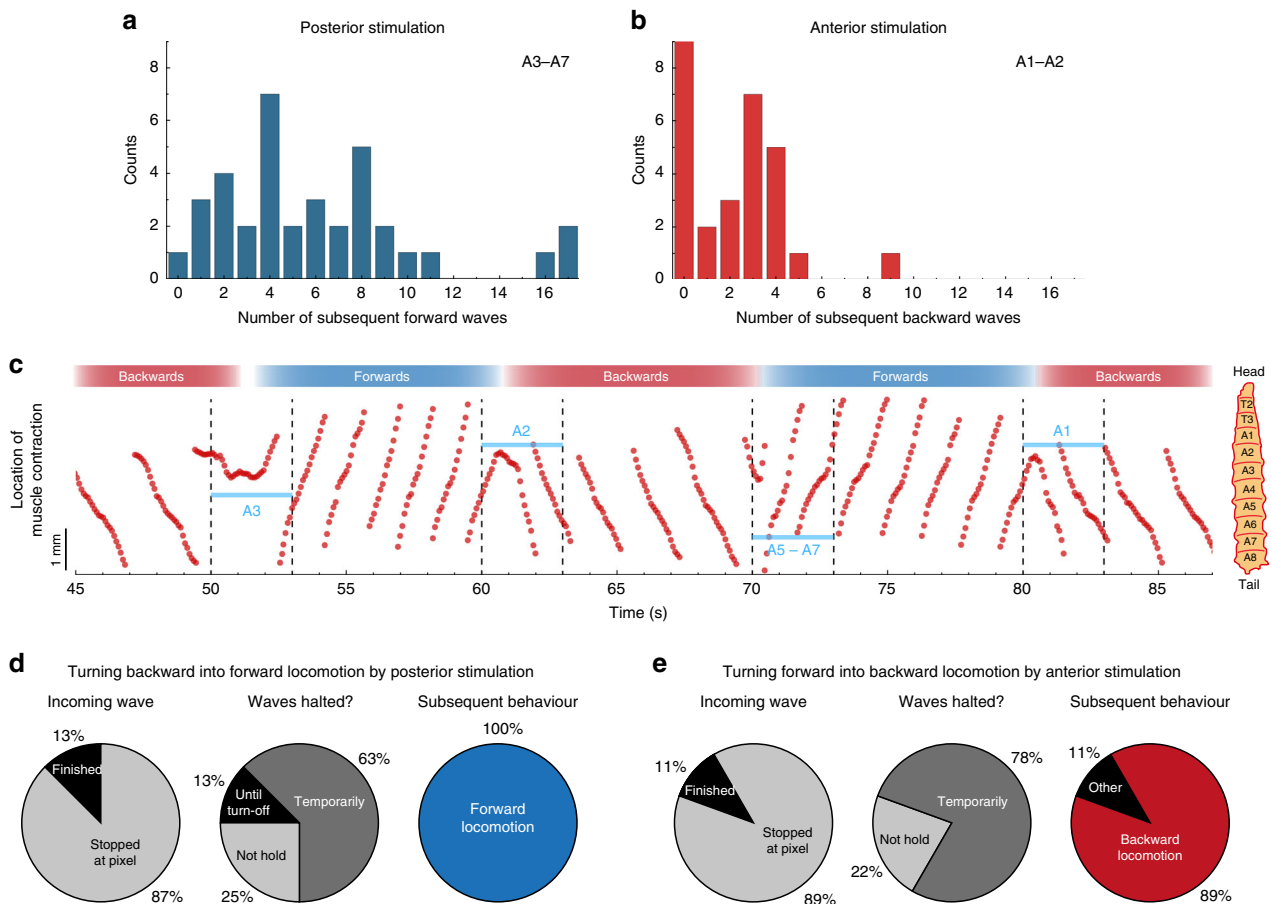 a
Posterior stimulation
A3–A7
8
6
4
2
0
Counts
0 2 4 6 8 10 12 14 16
Number of subsequent forward waves
b
Anterior stimulation
A1–A2
8
6
4
2
0
Counts
0 2 4 6 8 10 12 14 16
Number of subsequent backward waves
c
Backwards Forwards Backwards Forwards Backwards
Location of
muscle contraction
1 mm
A3
A2
A5 – A7
A1
45 50 55 60 65 70 75 80 85
Time (s)
Head
T2
T3
A1
A2
A3
A4
A5
A6
A7
A8
Tail
d
Turning backward into forward locomotion by posterior stimulation
Incoming wave
13%
Finished
Stopped
at pixel
87%
Waves halted?
63%
13%
Until
turn-off
Temporarily
Not hold
25%
Subsequent behaviour
100%
Forward
locomotion
e
Turning forward into backward locomotion by anterior stimulation
Incoming wave
11%
Finished
Stopped
at pixel
89%
Waves halted?
78%
Temporarily
Not hold
22%
Subsequent behaviour
11%
Other
Backward
locomotion
89%